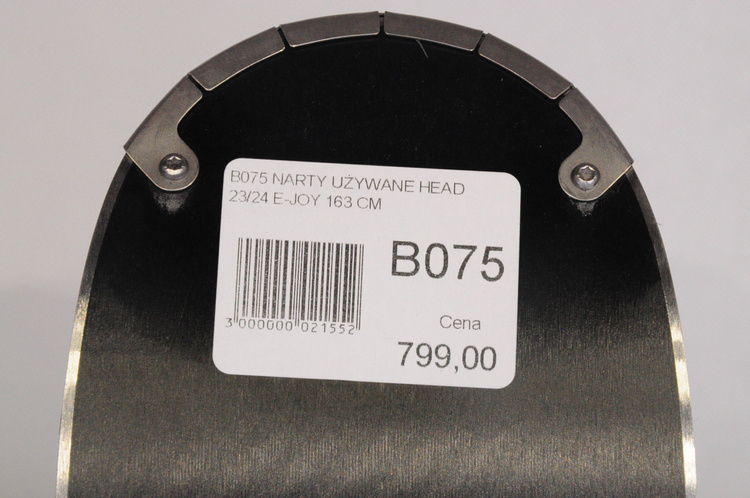 B075 NARTY UŻYWANE HEAD
23/24 E-JOY 163 CM
B075
3 000000 021552
Cena
799,00